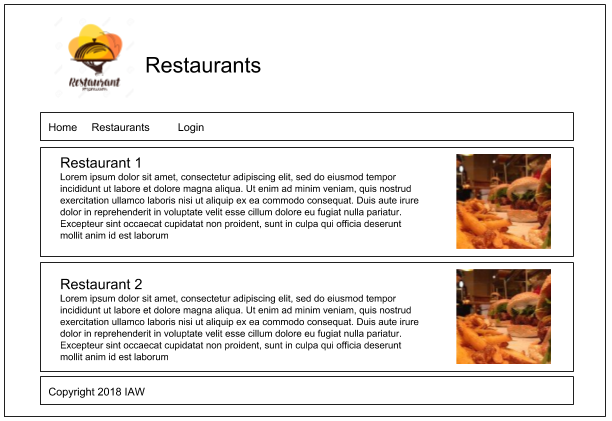 Restaurant
Restaurants
Home Restaurants Login
Restaurant 1
Lorem ipsum dolor sit amet, consectetur adipiscing elit, sed do eiusmod tempor
incididunt ut labore et dolore magna aliqua. Ut enim ad minim veniam, quis nostrud
exercitation ullamco laboris nisi ut aliquip ex ea commodo consequat. Duis aute irure
dolor in reprehenderit in voluptate velit esse cillum dolore eu fugiat nulla pariatur.
Excepteur sint occaecat cupidatat non proident, sunt in culpa qui officia deserunt
mollit anim id est laborum
Restaurant 2
Lorem ipsum dolor sit amet, consectetur adipiscing elit, sed do eiusmod tempor
incididunt ut labore et dolore magna aliqua. Ut enim ad minim veniam, quis nostrud
exercitation ullamco laboris nisi ut aliquip ex ea commodo consequat. Duis aute irure
dolor in reprehenderit in voluptate velit esse cillum dolore eu fugiat nulla pariatur.
Excepteur sint occaecat cupidatat non proident, sunt in culpa qui officia deserunt
mollit anim id est laborum
Copyright 2018 IAW